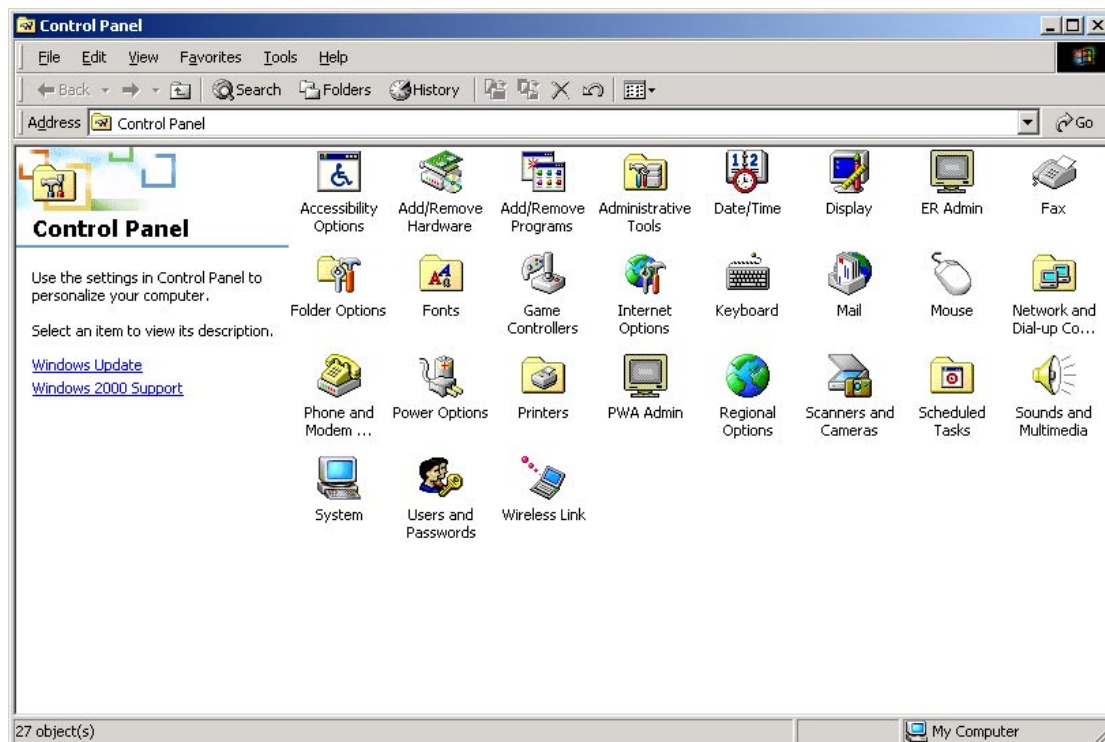 Control Panel
File Edit View Favorites Tools Help
Back Search Folders History
Address Control Panel Go
Control Panel
Use the settings in Control Panel to
personalize your computer.
Select an item to view its description.
Windows Update
Windows 2000 Support
Accessibility
Options
Add/Remove
Hardware
Add/Remove
Programs
Administrative
Tools
Date/Time
Display
ER Admin
Fax
Folder Options
Fonts
Game
Controllers
Internet
Options
Keyboard
Mail
Mouse
Network and
Dial-up Co...
Phone and
Modem ...
Power Options
Printers
PWA Admin
Regional
Options
Scanners and
Cameras
Scheduled
Tasks
Sounds and
Multimedia
System
Users and
Passwords
Wireless Link
27 object(s)
My Computer